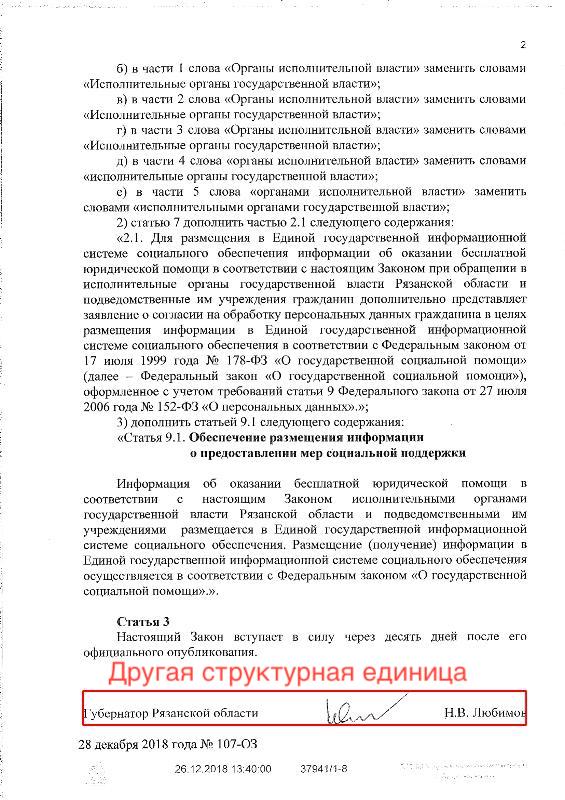 2
б) в части 1 слова «Органы исполнительной власти» заменить словами
«Исполнительные органы государственной власти»;
в) в части 2 слова «Органы исполнительной власти» заменить словами
«Исполнительные органы государственной власти»;
г) в части 3 слова «Органы исполнительной власти» заменить словами
«Исполнительные органы государственной власти»;
д) в части 4 слова «органы исполнительной власти» заменить словами
«исполнительные органы государственной власти»;
е) в части 5 слова «органами исполнительной власти» заменить
словами «исполнительными органами государственной власти»;
2) статью 7 дополнить частью 2.1 следующего содержания:
«2.1. Для размещения в Единой государственной информационной
системе социального обеспечения информации об оказании бесплатной
юридической помощи в соответствии с настоящим Законом при обращении в
исполнительные органы государственной власти Рязанской области и
подведомственные им учреждения гражданин дополнительно представляет
заявление о согласии на обработку персональных данных гражданина в целях
размещения информации в Единой государственной информационной
системе социального обеспечения в соответствии с Федеральным законом от
17 июля 1999 года № 178-ФЗ «О государственной социальной помощи»
(далее – Федеральный закон «О государственной социальной помощи»),
оформленное с учетом требований статьи 9 Федерального закона от 27 июля
2006 года № 152-ФЗ «О персональных данных».»;
3) дополнить статьей 9.1 следующего содержания:
«Статья 9.1. Обеспечение размещения информации
о предоставлении мер социальной поддержки
Информация об оказании бесплатной юридической помощи в
соответствии с настоящим Законом исполнительными органами
государственной власти Рязанской области и подведомственными им
учреждениями размещается в Единой государственной информационной
системе социального обеспечения. Размещение (получение) информации в
Единой государственной информационной системе социального обеспечения
осуществляется в соответствии с Федеральным законом «О государственной
социальной помощи».».
Статья 3
Настоящий Закон вступает в силу через десять дней после его
официального опубликования.
Другая структурная единица
Губернатор Рязанской области Н.В. Любимов
28 декабря 2018 года № 107-ОЗ
26.12.2018 13:40:00 37941/1-8